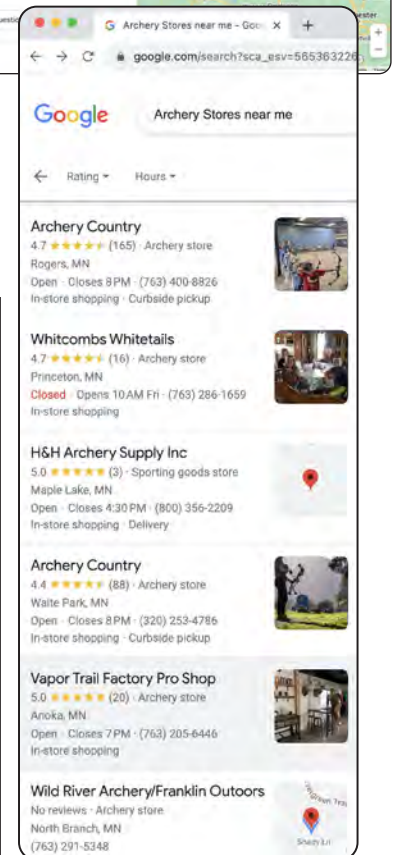 Archery Stores near me - Goo
google.com/search?sca_esv=565363226
Google
Archery Stores near me
Rating
Hours
Archery Country
4.7 (165) · Archery store
Rogers, MN
Open · Closes 8 PM · (763) 400-8826
In-store shopping · Curbside pickup
Whitcombs Whitetails
4.7 (16) · Archery store
Princeton, MN
Closed · Opens 10 AM Fri · (763) 286-1659
In-store shopping
H&H Archery Supply Inc
5.0 (3) · Sporting goods store
Maple Lake, MN
Open · Closes 4:30 PM · (800) 356-2209
In-store shopping · Delivery
Archery Country
4.4 (88) · Archery store
Waite Park, MN
Open · Closes 8 PM · (320) 253-4786
In-store shopping · Curbside pickup
Vapor Trail Factory Pro Shop
5.0 (20) · Archery store
Anoka, MN
Open · Closes 7 PM · (763) 205-6446
In-store shopping
Wild River Archery/Franklin Outoors
No reviews · Archery store
North Branch, MN
(763) 291-5348
Shady Ln